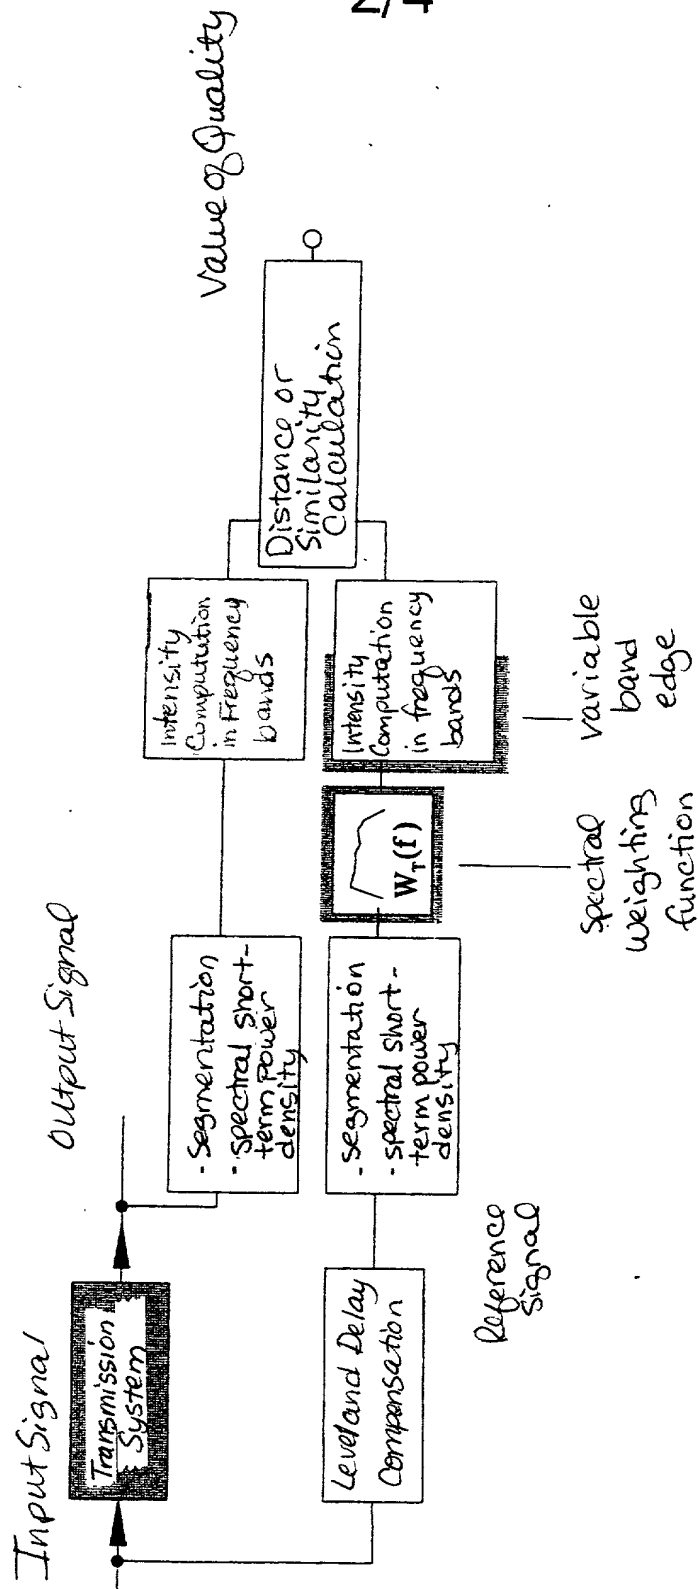 2/4
Input Signal
Transmission
System
Output Signal
Level and Delay
Compensation
Reference
Signal
- Segmentation
- spectral short-
term Power
density
- segmentation
- spectral short-
term power
density
W_T(f)
Spectral
Weighting
function
Intensity
Computution
in Frequency
bands
Intensity
Computation
in frequency
bands
variable
band
edge
Distance or
Similarity
Calculation
Value of Quality